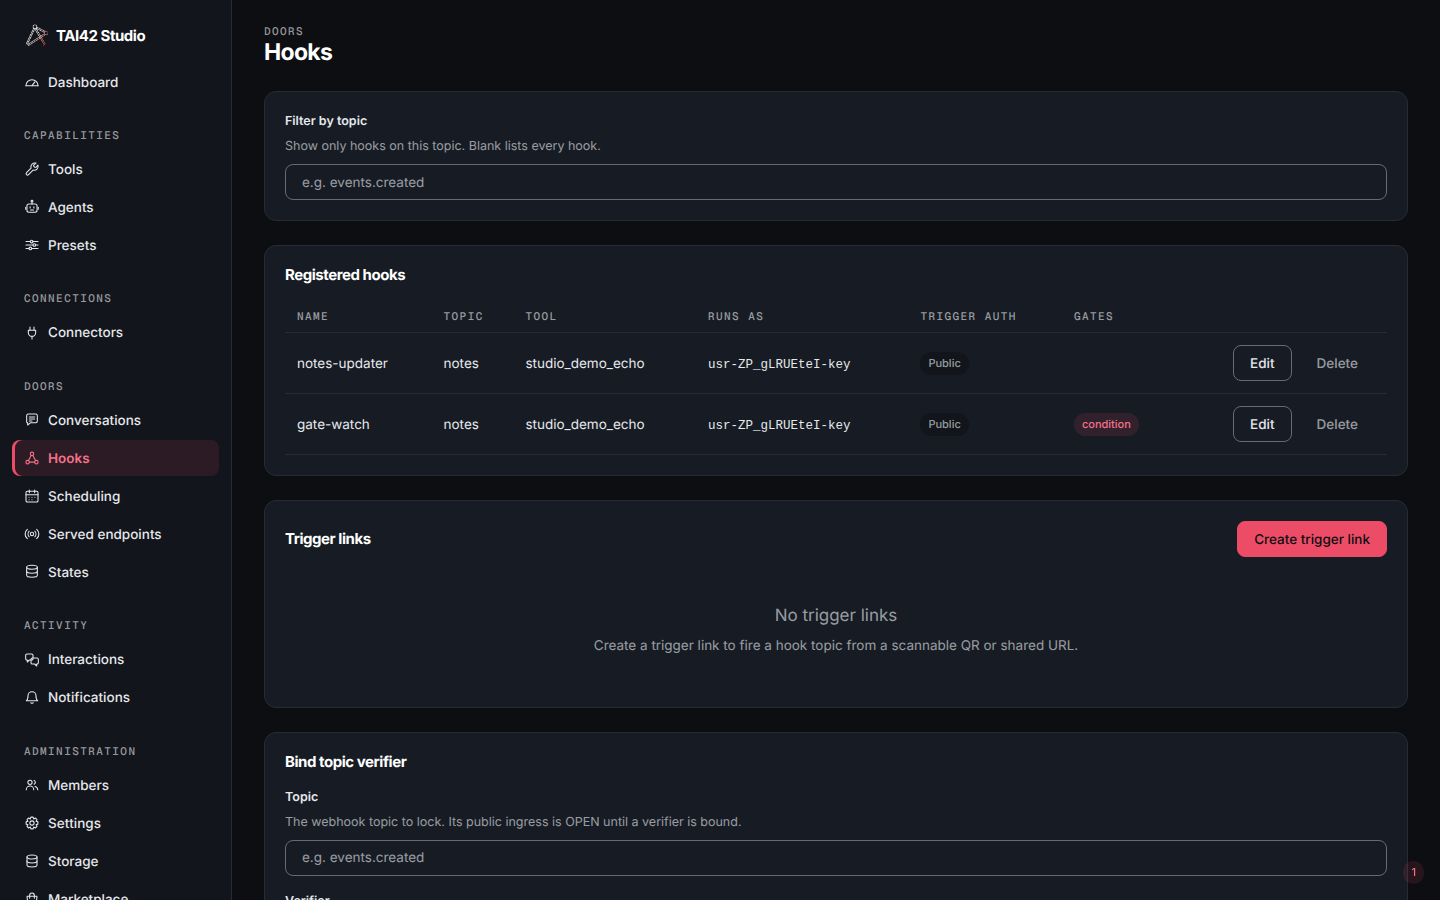 TAI42 Studio
Dashboard
CAPABILITIES
Tools
Agents
Presets
CONNECTIONS
Connectors
DOORS
Conversations
Hooks
Scheduling
Served endpoints
States
ACTIVITY
Interactions
Notifications
ADMINISTRATION
Members
Settings
Storage
Marketplace
DOORS
Hooks
Filter by topic
Show only hooks on this topic. Blank lists every hook.
e.g. events.created
Registered hooks
NAME TOPIC TOOL RUNS AS TRIGGER AUTH GATES
notes-updater notes studio_demo_echo usr-ZP_gLRUEteI-key Public Edit Delete
gate-watch notes studio_demo_echo usr-ZP_gLRUEteI-key Public condition Edit Delete
Trigger links Create trigger link
No trigger links
Create a trigger link to fire a hook topic from a scannable QR or shared URL.
Bind topic verifier
Topic
The webhook topic to lock. Its public ingress is OPEN until a verifier is bound.
e.g. events.created
Verifier
1